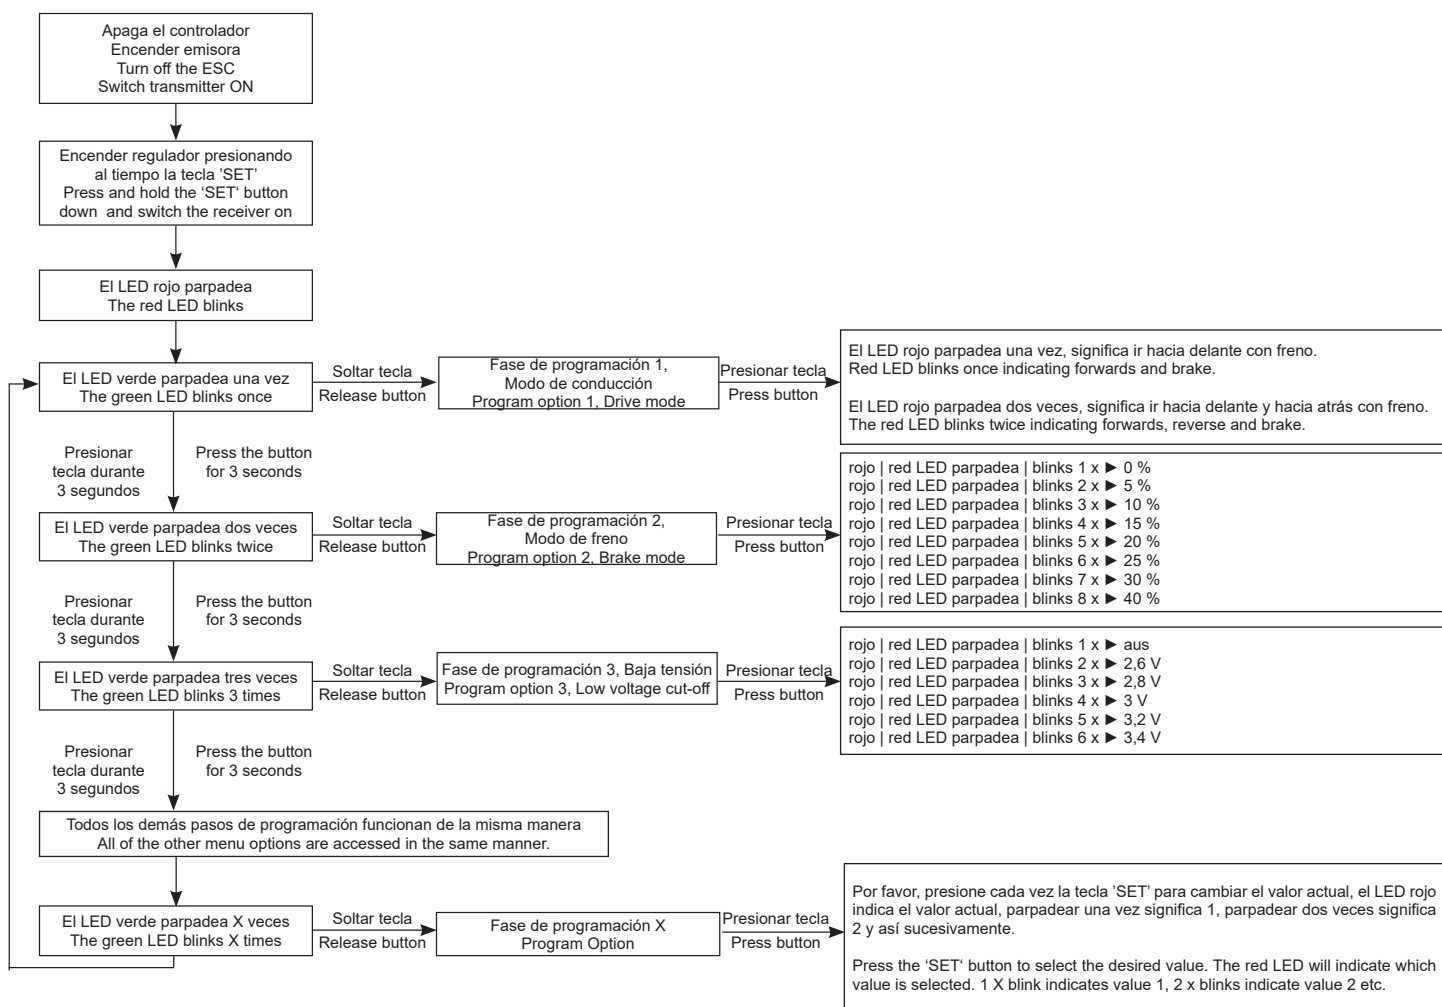 Apaga el controlador
Encender emisora
Turn off the ESC
Switch transmitter ON
Encender regulador presionando
al tiempo la tecla ’SET’
Press and hold the ‘SET‘ button
down and switch the receiver on
El LED rojo parpadea
The red LED blinks
El LED verde parpadea una vez
The green LED blinks once
Soltar tecla
Release button
Fase de programación 1,
Modo de conducción
Program option 1, Drive mode
Presionar tecla
Press button
El LED rojo parpadea una vez, significa ir hacia delante con freno.
Red LED blinks once indicating forwards and brake.
El LED rojo parpadea dos veces, significa ir hacia delante y hacia atrás con freno.
The red LED blinks twice indicating forwards, reverse and brake.
Presionar
tecla durante
3 segundos
Press the button
for 3 seconds
El LED verde parpadea dos veces
The green LED blinks twice
Soltar tecla
Release button
Fase de programación 2,
Modo de freno
Program option 2, Brake mode
Presionar tecla
Press button
rojo | red LED parpadea | blinks 1 x ► 0 %
rojo | red LED parpadea | blinks 2 x ► 5 %
rojo | red LED parpadea | blinks 3 x ► 10 %
rojo | red LED parpadea | blinks 4 x ► 15 %
rojo | red LED parpadea | blinks 5 x ► 20 %
rojo | red LED parpadea | blinks 6 x ► 25 %
rojo | red LED parpadea | blinks 7 x ► 30 %
rojo | red LED parpadea | blinks 8 x ► 40 %
Presionar
tecla durante
3 segundos
Press the button
for 3 seconds
El LED verde parpadea tres veces
The green LED blinks 3 times
Soltar tecla
Release button
Fase de programación 3, Baja tensión
Program option 3, Low voltage cut-off
Presionar tecla
Press button
rojo | red LED parpadea | blinks 1 x ► aus
rojo | red LED parpadea | blinks 2 x ► 2,6 V
rojo | red LED parpadea | blinks 3 x ► 2,8 V
rojo | red LED parpadea | blinks 4 x ► 3 V
rojo | red LED parpadea | blinks 5 x ► 3,2 V
rojo | red LED parpadea | blinks 6 x ► 3,4 V
Presionar
tecla durante
3 segundos
Press the button
for 3 seconds
Todos los demás pasos de programación funcionan de la misma manera
All of the other menu options are accessed in the same manner.
El LED verde parpadea X veces
The green LED blinks X times
Soltar tecla
Release button
Fase de programación X
Program Option
Presionar tecla
Press button
Por favor, presione cada vez la tecla ’SET’ para cambiar el valor actual, el LED rojo
indica el valor actual, parpadear una vez significa 1, parpadear dos veces significa
2 y así sucesivamente.
Press the ‘SET‘ button to select the desired value. The red LED will indicate which
value is selected. 1 X blink indicates value 1, 2 x blinks indicate value 2 etc.